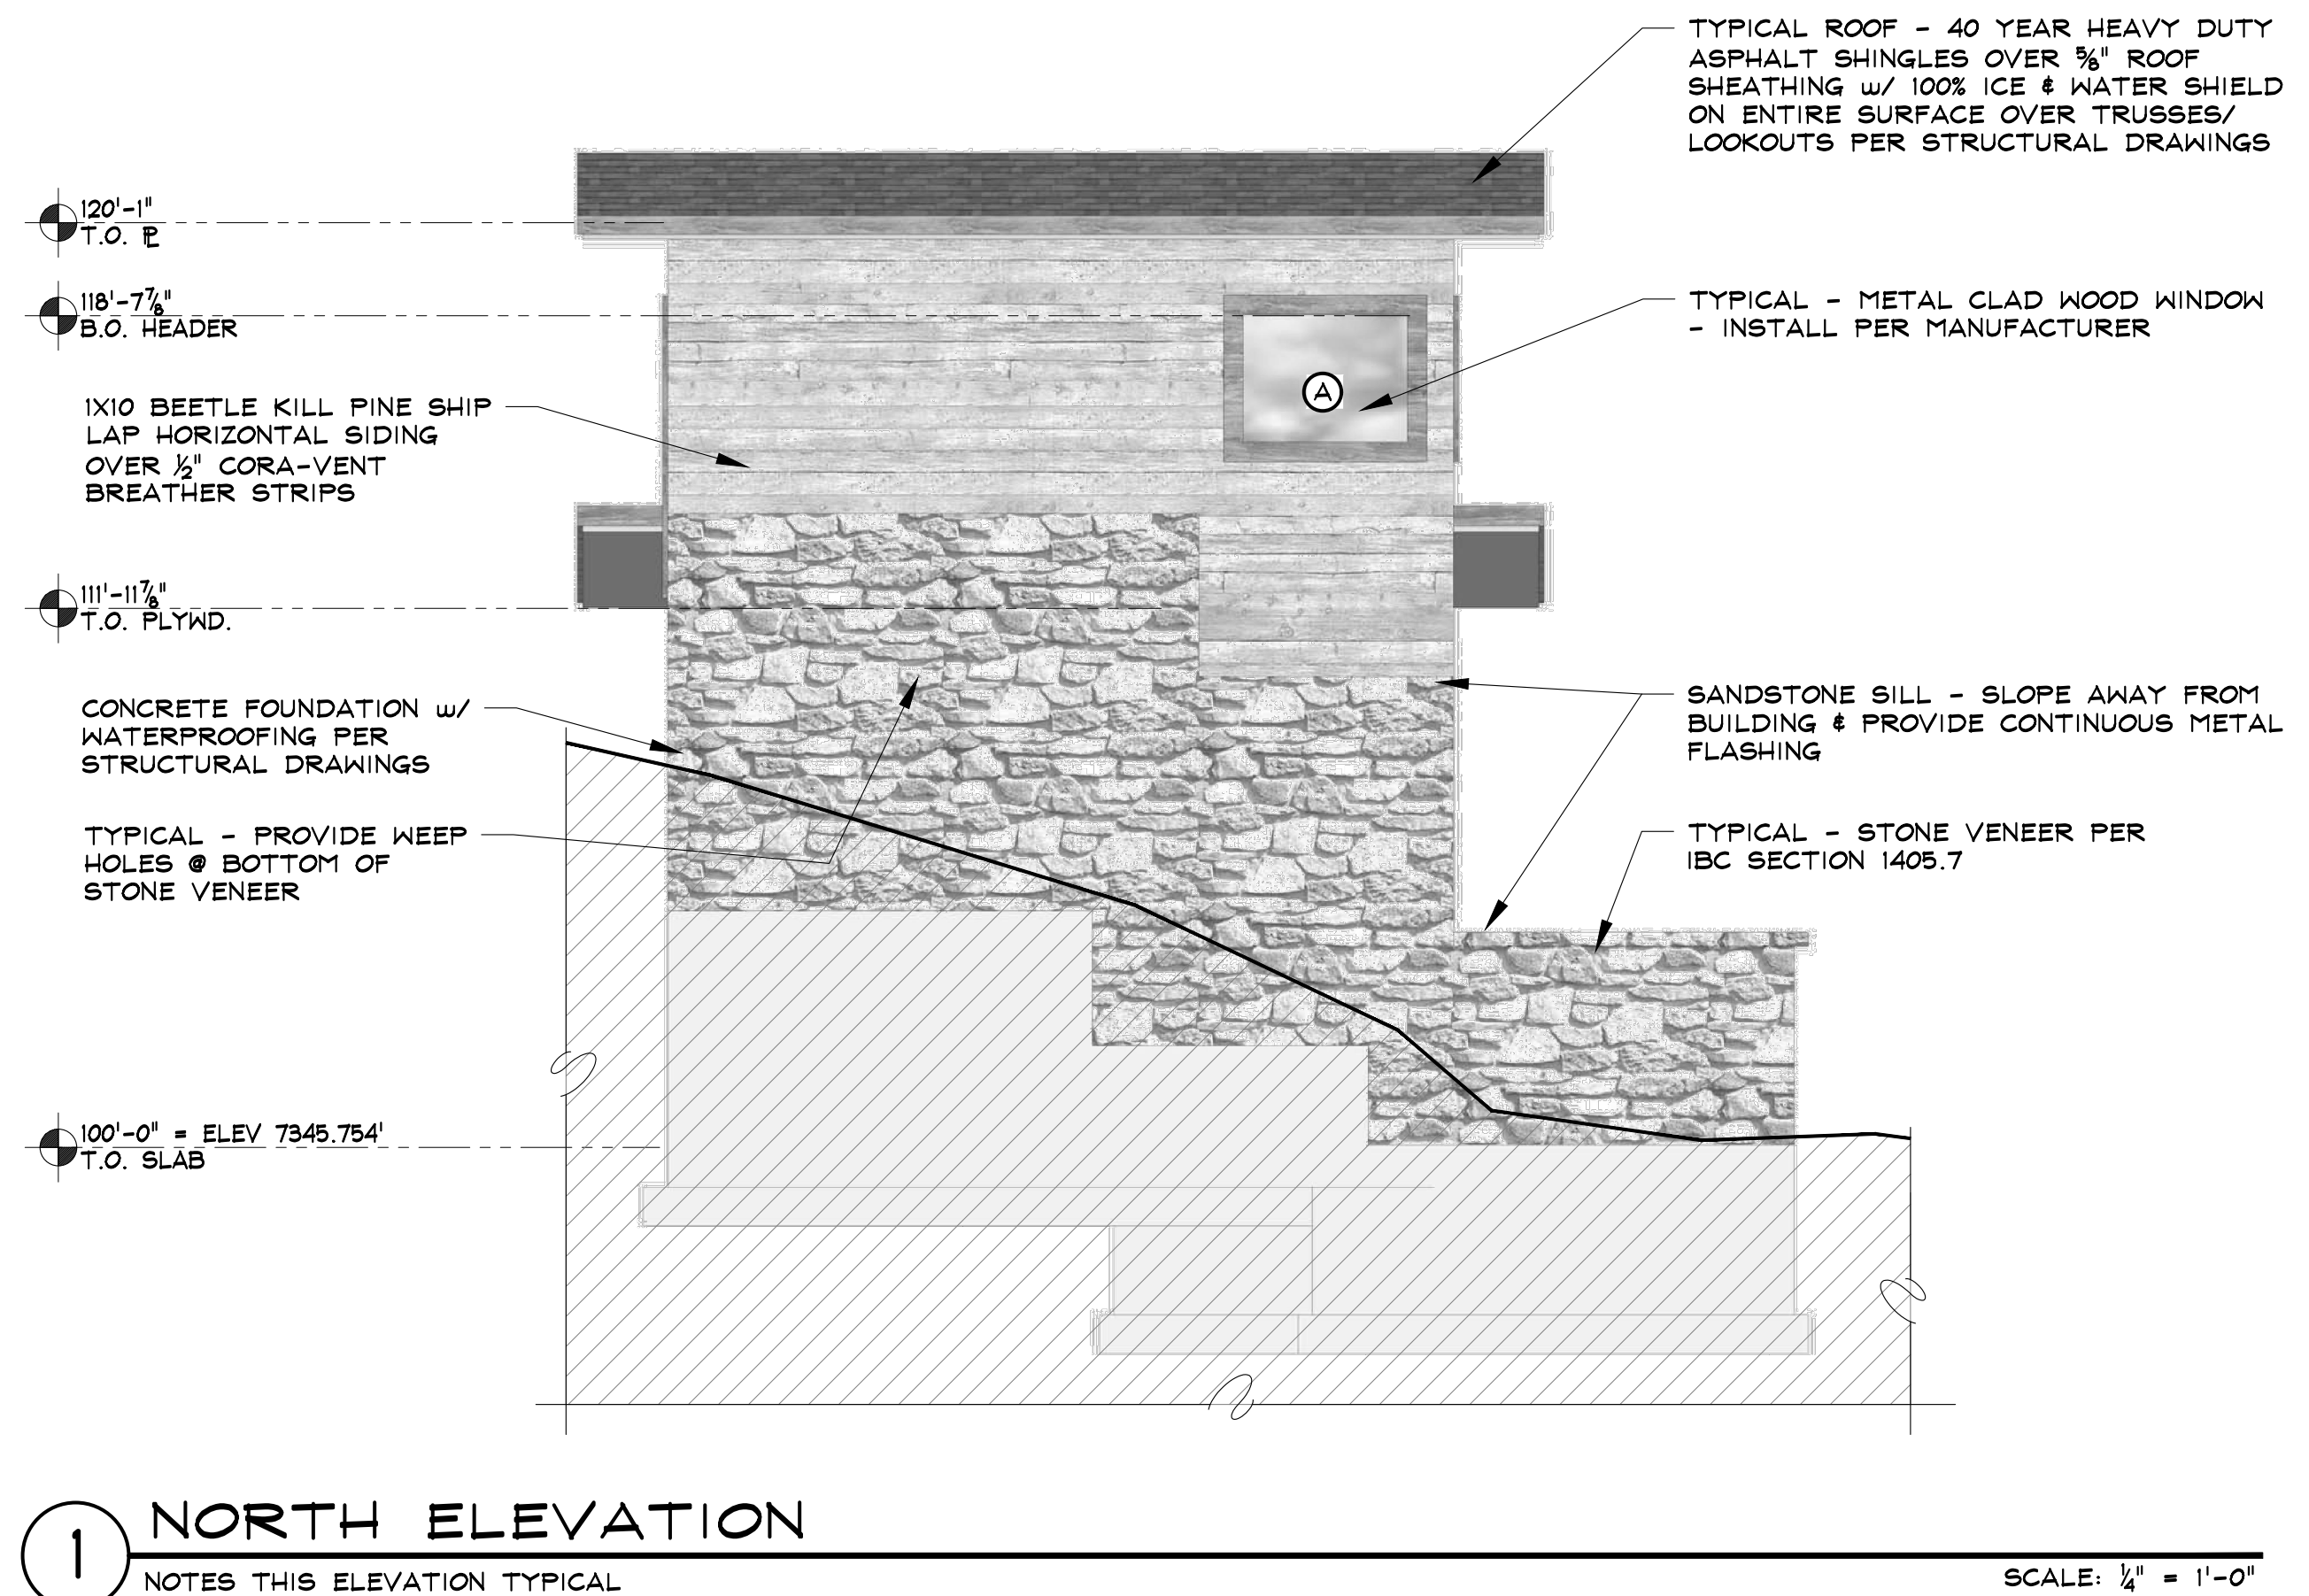 TYPICAL ROOF - 40 YEAR HEAVY DUTY
ASPHALT SHINGLES OVER ⅝" ROOF
SHEATHING w/ 100% ICE & WATER SHIELD
ON ENTIRE SURFACE OVER TRUSSES/
LOOKOUTS PER STRUCTURAL DRAWINGS
120'-1"
T.O. PL
118'-7⅞"
B.O. HEADER
TYPICAL - METAL CLAD WOOD WINDOW
- INSTALL PER MANUFACTURER
A
1X10 BEETLE KILL PINE SHIP
LAP HORIZONTAL SIDING
OVER ½" CORA-VENT
BREATHER STRIPS
111'-11⅞"
T.O. PLYWD.
CONCRETE FOUNDATION w/
WATERPROOFING PER
STRUCTURAL DRAWINGS
SANDSTONE SILL - SLOPE AWAY FROM
BUILDING & PROVIDE CONTINUOUS METAL
FLASHING
TYPICAL - PROVIDE WEEP
HOLES @ BOTTOM OF
STONE VENEER
TYPICAL - STONE VENEER PER
IBC SECTION 1405.7
100'-0" = ELEV 7345.754'
T.O. SLAB
1
NORTH ELEVATION
NOTES THIS ELEVATION TYPICAL
SCALE: ¼" = 1'-0"